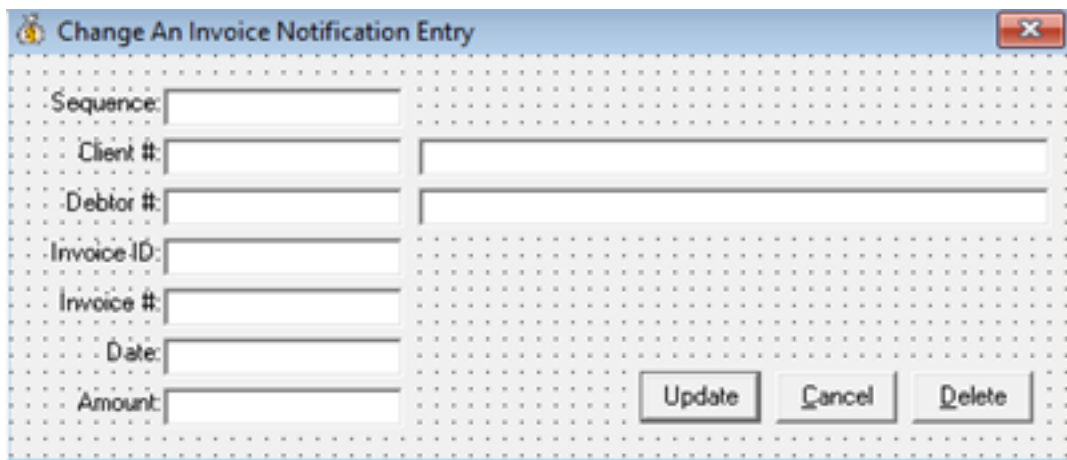 Change An Invoice Notification Entry
Sequence:
Client #:
Debtor #:
Invoice ID:
Invoice #:
Date:
Amount:
Update Cancel Delete